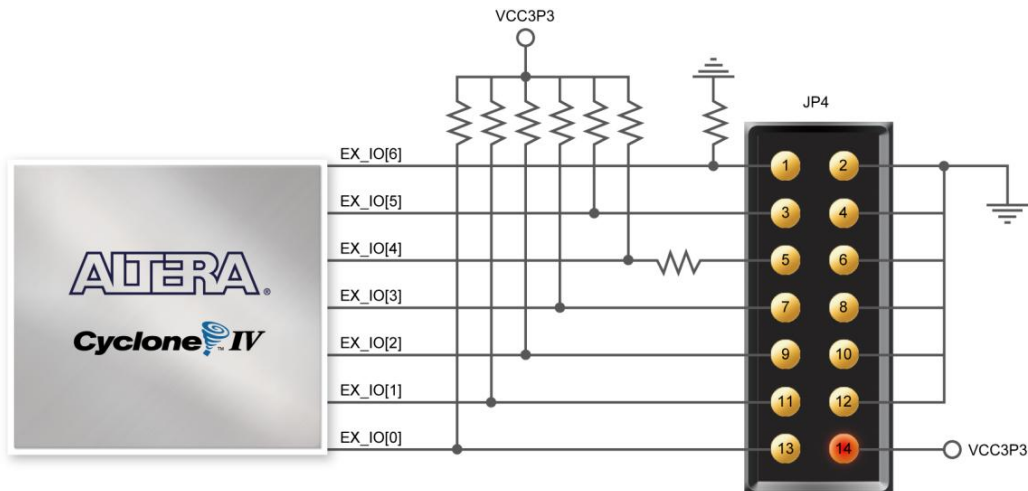 VCC3P3
JP4
EX_IO[6]
1 2
EX_IO[5]
3 4
EX_IO[4]
5 6
ALTERA®
EX_IO[3]
7 8
Cyclone™ IV
EX_IO[2]
9 10
EX_IO[1]
11 12
EX_IO[0]
13 14
VCC3P3